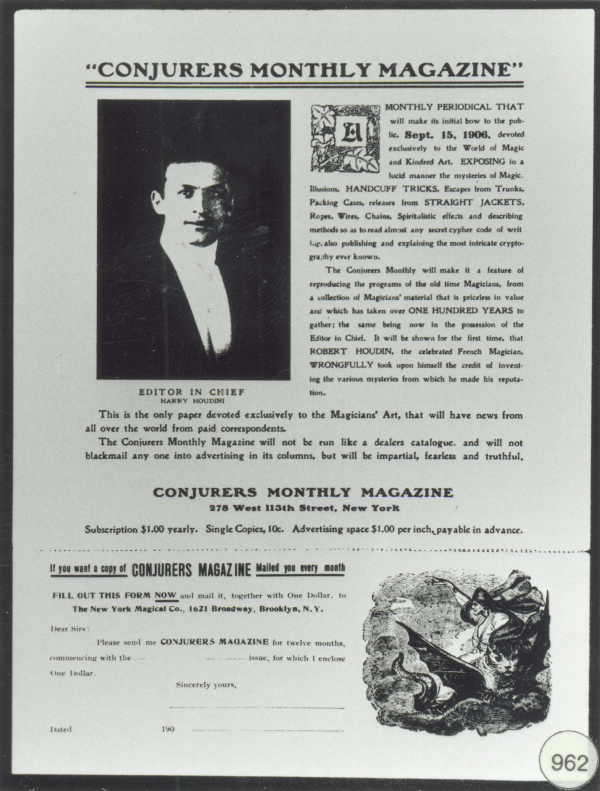 "CONJURERS MONTHLY MAGAZINE"
A MONTHLY PERIODICAL THAT
will make its initial bow to the pub-
lic, Sept. 15, 1906, devoted
exclusively to the World of Magic
and Kindred Art. EXPOSING in a
lucid manner the mysteries of Magic.
Illusions, HANDCUFF TRICKS, Escapes from Trunks,
Packing Cases, releases from STRAIGHT JACKETS,
Ropes, Wires, Chains, Spiritalistic effects and describing
methods so as to read almost any secret cypher code of writ
ing, also publishing and explaining the most intricate crypto-
graphy ever known.
The Conjurers Monthly will make it a feature of
reproducing the programs of the old time Magicians, from
a collection of Magicians' material that is priceless in value
and which has taken over ONE HUNDRED YEARS to
gather; the same being now in the possession of the
Editor in Chief. It will be shown for the first time, that
ROBERT HOUDIN, the celebrated French Magician,
WRONGFULLY took upon himself the credit of invent-
ing the various mysteries from which he made his reputa-
tion.
EDITOR IN CHIEF
HARRY HOUDINI
This is the only paper devoted exclusively to the Magicians' Art, that will have news from
all over the world from paid correspondents.
The Conjurers Monthly Magazine will not be run like a dealers catalogue. and will not
blackmail any one into advertising in its columns, but will be impartial, fearless and truthful.
CONJURERS MONTHLY MAGAZINE
278 West 113th Street, New York
Subscription $1.00 yearly. Single Copies, 10c. Advertising space $1.00 per inch, payable in advance.
If you want a copy of CONJURERS MAGAZINE Mailed you every month
FILL OUT THIS FORM NOW and mail it, together with One Dollar, to
The New York Magical Co., 1621 Broadway, Brooklyn, N. Y.
Dear Sirs:
Please send me CONJURERS MAGAZINE for twelve months,
commencing with the issue, for which I enclose
One Dollar.
Sincerely yours,
Dated 190
962